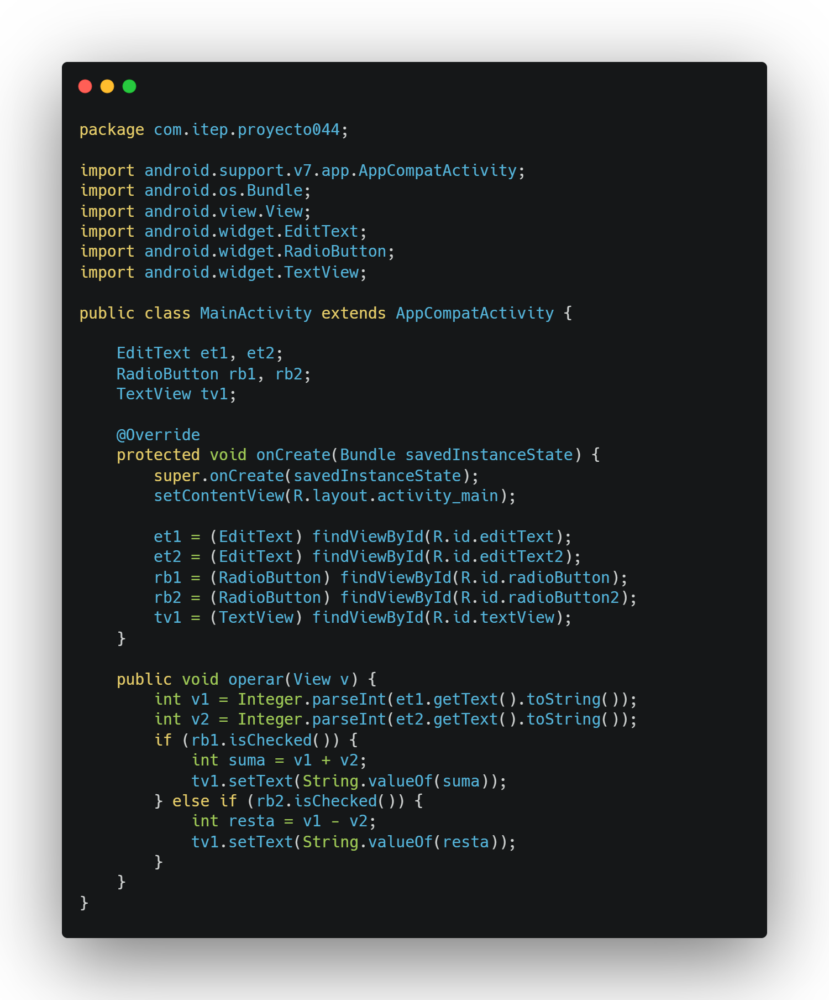 package com.itep.proyecto044;

import android.support.v7.app.AppCompatActivity;
import android.os.Bundle;
import android.view.View;
import android.widget.EditText;
import android.widget.RadioButton;
import android.widget.TextView;

public class MainActivity extends AppCompatActivity {

    EditText et1, et2;
    RadioButton rb1, rb2;
    TextView tv1;

    @Override
    protected void onCreate(Bundle savedInstanceState) {
        super.onCreate(savedInstanceState);
        setContentView(R.layout.activity_main);

        et1 = (EditText) findViewById(R.id.editText);
        et2 = (EditText) findViewById(R.id.editText2);
        rb1 = (RadioButton) findViewById(R.id.radioButton);
        rb2 = (RadioButton) findViewById(R.id.radioButton2);
        tv1 = (TextView) findViewById(R.id.textView);
    }

    public void operar(View v) {
        int v1 = Integer.parseInt(et1.getText().toString());
        int v2 = Integer.parseInt(et2.getText().toString());
        if (rb1.isChecked()) {
            int suma = v1 + v2;
            tv1.setText(String.valueOf(suma));
        } else if (rb2.isChecked()) {
            int resta = v1 - v2;
            tv1.setText(String.valueOf(resta));
        }
    }
}